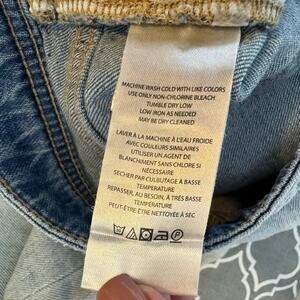 MACHINE WASH COLD WITH LIKE COLORS
USE ONLY NON-CHLORINE BLEACH
TUMBLE DRY LOW
LOW IRON AS NEEDED
MAY BE DRY CLEANED
LAVER À LA MACHINE À L'EAU FROIDE
AVEC COULEURS SIMILAIRES
UTILISER UN AGENT DE
BLANCHIMENT SANS CHLORE SI
NÉCESSAIRE
SECHER PAR CULBUTAGE À BASSE
TEMPÉRATURE
REPASSER, AU BESOIN, À TRÈS BASSE
TEMPERATURE
PEUT-ÊTRE NETTOYÉE À SEC